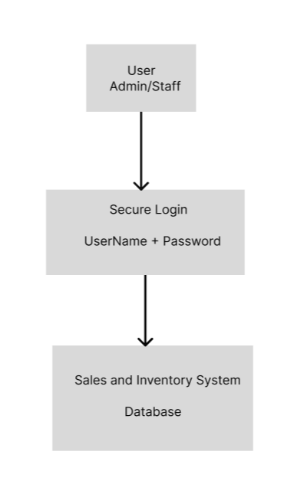 User
Admin/Staff
Secure Login
UserName + Password
Sales and Inventory System
Database